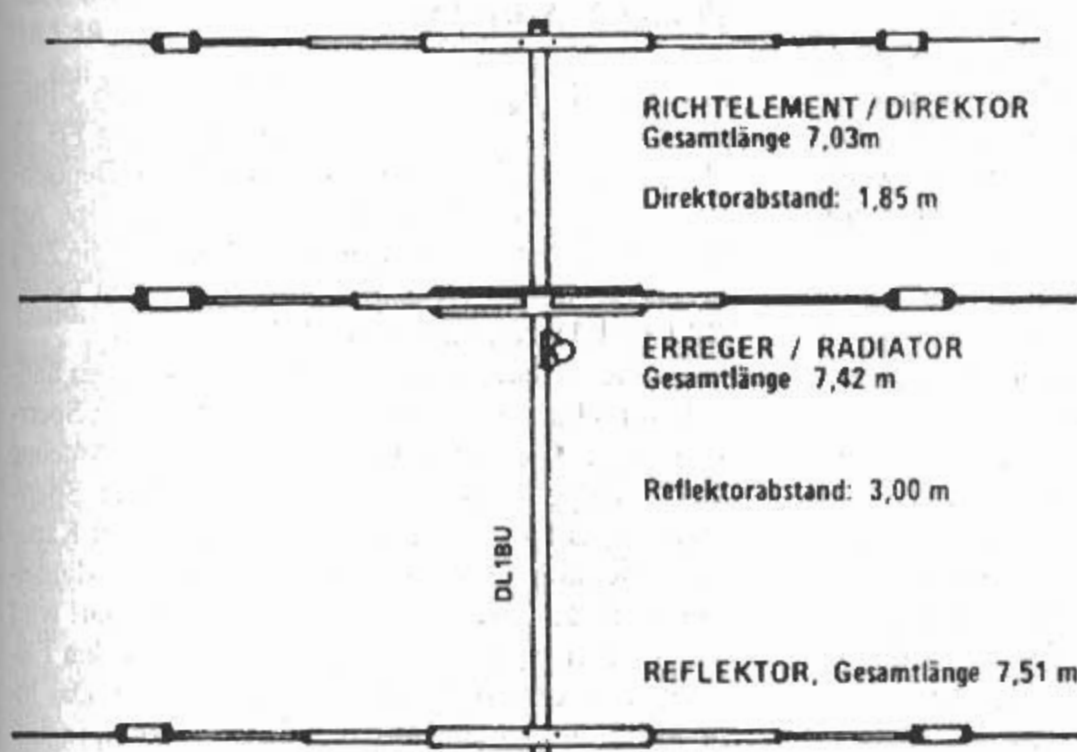 RICHTELEMENT / DIREKTOR
Gesamtlänge 7,03m
Direktorabstand: 1,85 m
ERREGER / RADIATOR
Gesamtlänge 7,42 m
Reflektorabstand: 3,00 m
DL1BU
REFLEKTOR, Gesamtlänge 7,51 m